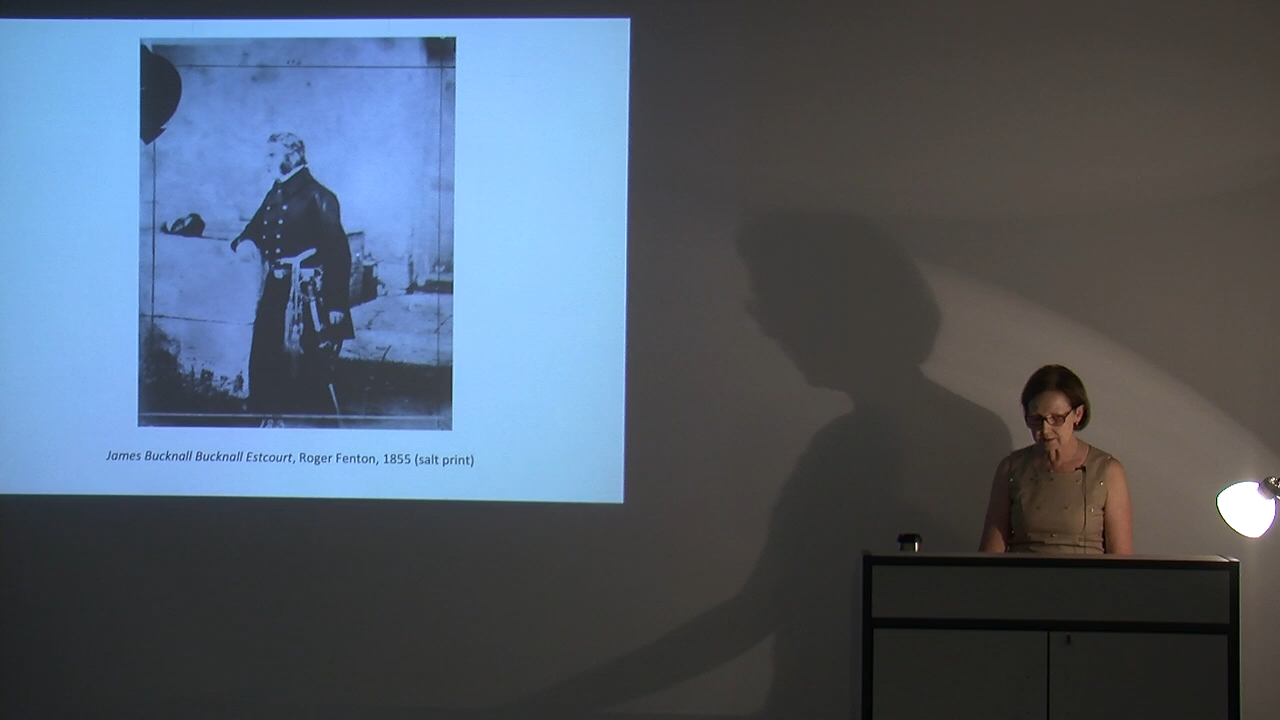 James Bucknall Bucknall Estcourt, Roger Fenton, 1855 (salt print)